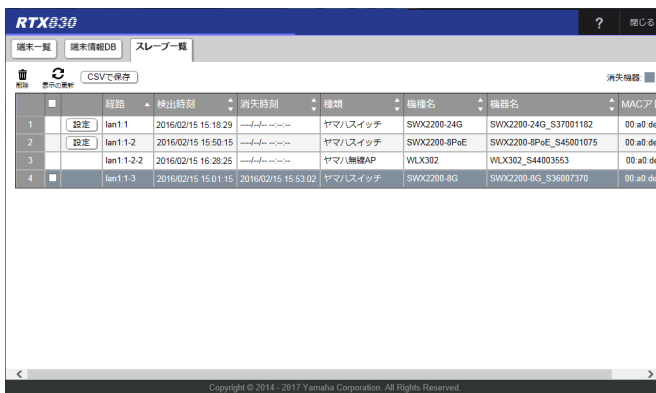 RTX830 ? 閉じる
端末一覧 端末情報DB スレーブ一覧
削除 表示の更新 CSVで保存 消失機器:
経路 検出時刻 消失時刻 種類 機種名 機器名 MACアド
1 設定 lan1:1 2016/02/15 15:18:29 ----/--/-- --:--:-- ヤマハスイッチ SWX2200-24G SWX2200-24G_S37001182 00:a0:de
2 設定 lan1:1-2 2016/02/15 15:50:15 ----/--/-- --:--:-- ヤマハスイッチ SWX2200-8PoE SWX2200-8PoE_S45001075 00:a0:de
3 lan1:1-2-2 2016/02/15 16:28:25 ----/--/-- --:--:-- ヤマハ無線AP WLX302 WLX302_S44003553 00:a0:de
4 lan1:1-3 2016/02/15 15:01:15 2016/02/15 15:53:02 ヤマハスイッチ SWX2200-8G SWX2200-8G_S36007370 00:a0:de
Copyright © 2014 - 2017 Yamaha Corporation. All Rights Reserved.